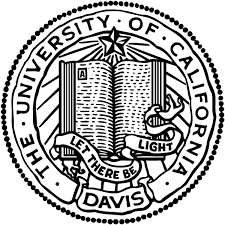 · THE · UNIVERSITY · OF · CALIFORNIA ·
A
LET THERE BE LIGHT
DAVIS